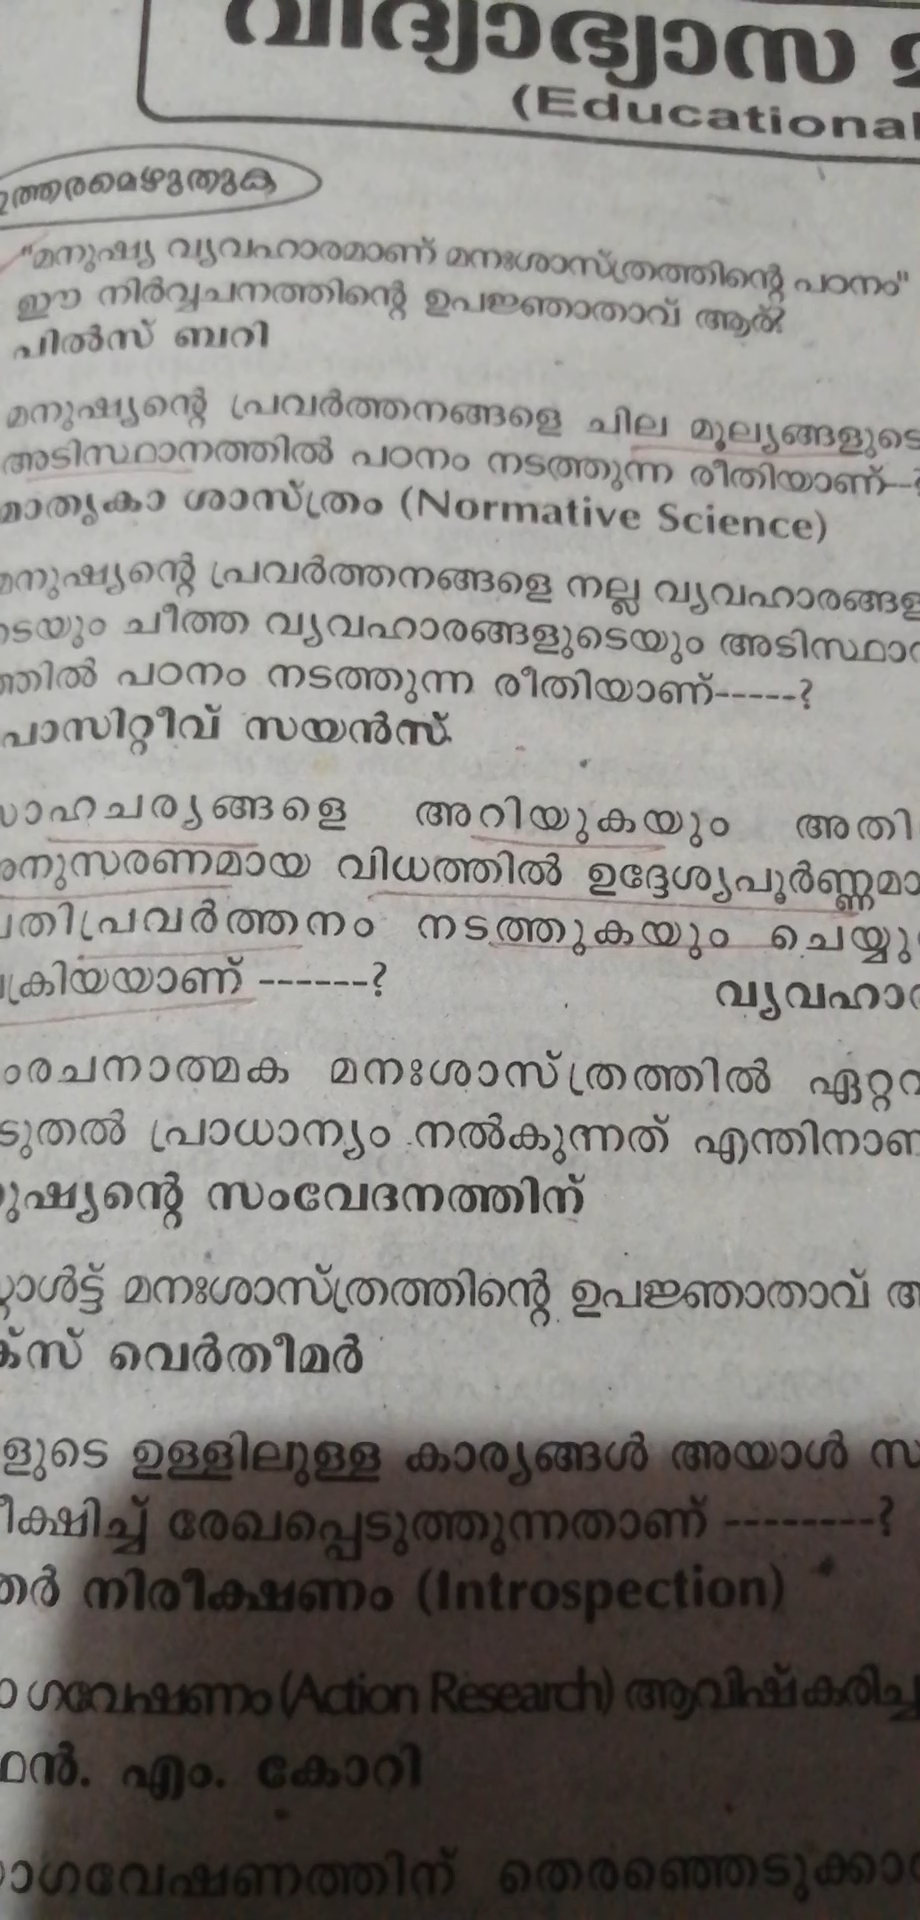 വിദ്യാഭ്യാസ
(Educational
ഉത്തരമെഴുതുക
"മനുഷ്യ വ്യവഹാരമാണ് മനഃശാസ്ത്രത്തിന്റെ പഠനം"
ഈ നിർവ്വചനത്തിന്റെ ഉപജ്ഞാതാവ് ആര്?
പിൽസ് ബറി
മനുഷ്യന്റെ പ്രവർത്തനങ്ങളെ ചില മൂല്യങ്ങളുടെ
അടിസ്ഥാനത്തിൽ പഠനം നടത്തുന്ന രീതിയാണ്--
മാതൃകാ ശാസ്ത്രം (Normative Science)
മനുഷ്യന്റെ പ്രവർത്തനങ്ങളെ നല്ല വ്യവഹാരങ്ങള
ടെയും ചീത്ത വ്യവഹാരങ്ങളുടെയും അടിസ്ഥാ
ത്തിൽ പഠനം നടത്തുന്ന രീതിയാണ്-----?
പോസിറ്റീവ് സയൻസ്
സാഹചര്യങ്ങളെ അറിയുകയും അതി
അനുസരണമായ വിധത്തിൽ ഉദ്ദേശ്യപൂർണ്ണമാ
പ്രതിപ്രവർത്തനം നടത്തുകയും ചെയ്യു
പ്രക്രിയയാണ് ------?
വ്യവഹാ
രചനാത്മക മനഃശാസ്ത്രത്തിൽ ഏറ്റവ
ടുതൽ പ്രാധാന്യം നൽകുന്നത് എന്തിനാണ
നുഷ്യന്റെ സംവേദനത്തിന്
സ്റ്റാൾട്ട് മനഃശാസ്ത്രത്തിന്റെ ഉപജ്ഞാതാവ് ആ
ക്സ് വെർതീമർ
ളുടെ ഉള്ളിലുള്ള കാര്യങ്ങൾ അയാൾ സ
രീക്ഷിച്ച് രേഖപ്പെടുത്തുന്നതാണ് --------?
തർ നിരീക്ഷണം (Introspection)
ഗവേഷണം (Action Research) ആവിഷ്കരിച്ച
ഫൻ. എം. കോറി
ഗവേഷണത്തിന് തെരഞ്ഞെടുക്കാ